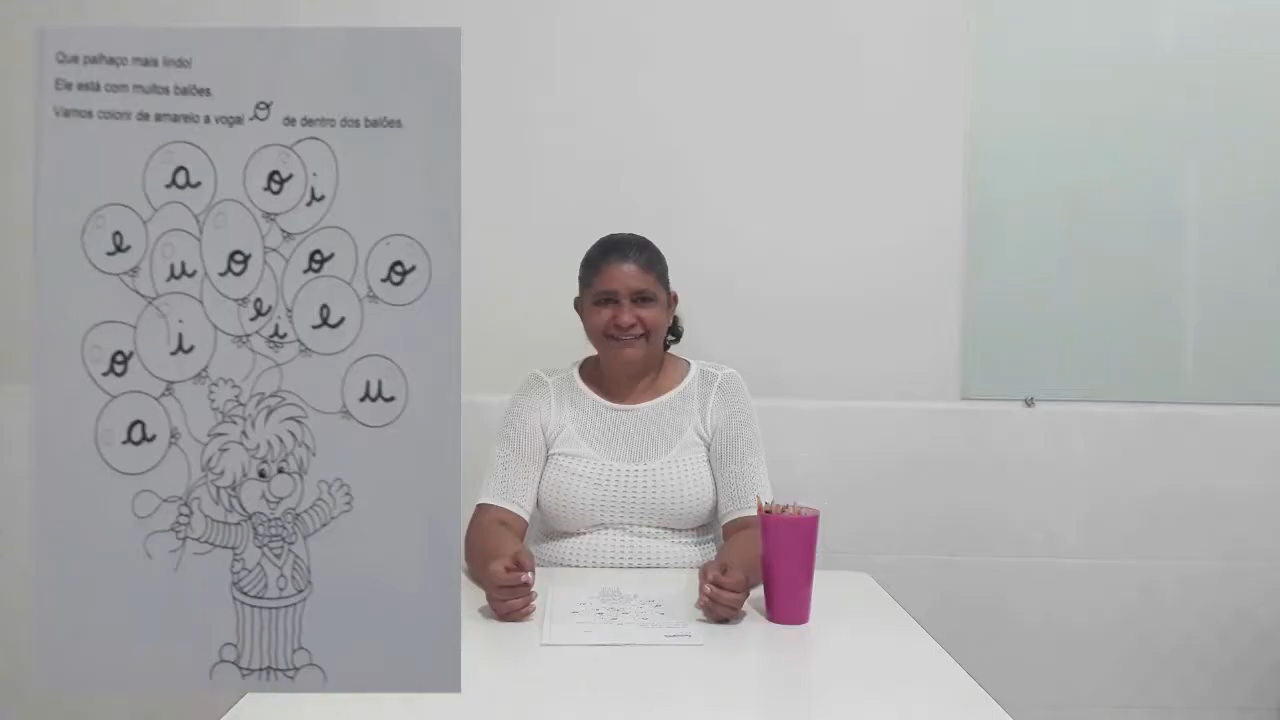 Que palhaço mais lindo!
Ele está com muitos balões.
Vamos colorir de amarelo a vogal o de dentro dos balões.
a
o
i
e
u
o
o
o
e
i
e
o
i
u
a